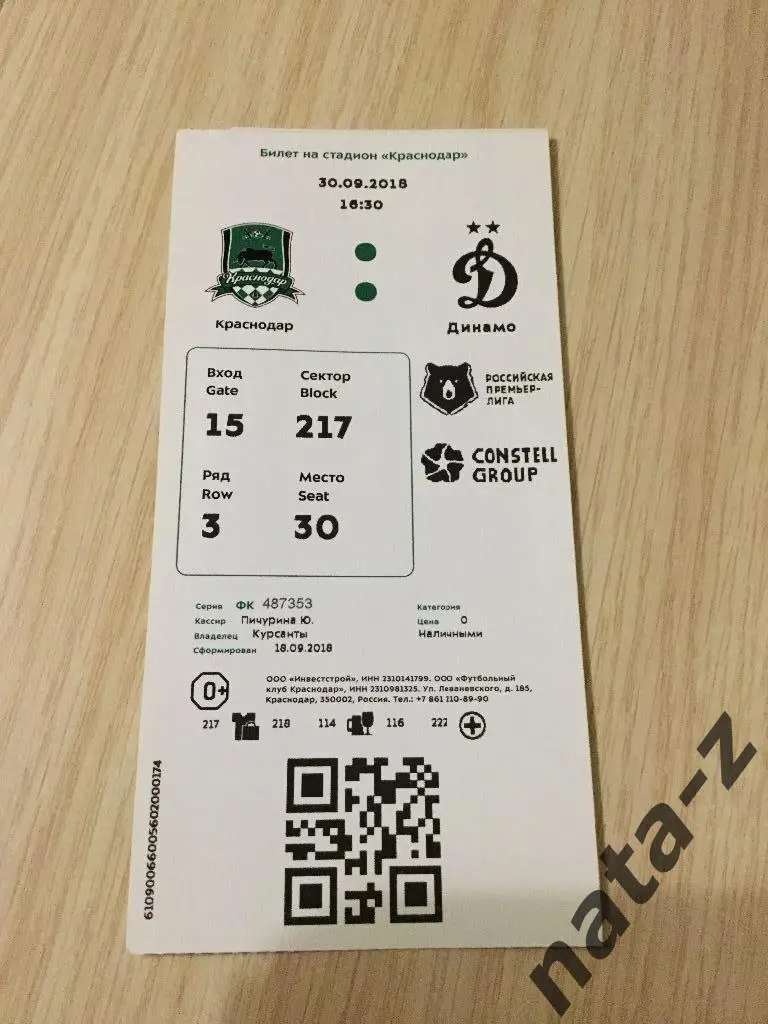 Билет на стадион «Краснодар»
30.09.2018
16:30
Краснодар
Краснодар
Динамо
Вход
Gate
15
Сектор
Block
217
Ряд
Row
3
Место
Seat
30
РОССИЙСКАЯ
ПРЕМЬЕР-
ЛИГА
CONSTELL
GROUP
Серия ФК 487353
Кассир Пичурина Ю.
Владелец Курсанты
Сформирован 18.09.2018
Категория
Цена 0
Наличными
0+
ООО «Инвестстрой», ИНН 2310141799. ООО «Футбольный
клуб Краснодар», ИНН 2310981325. Ул. Леваневского, д. 185,
Краснодар, 350002, Россия. Тел.: +7 861 110-89-90
217 218 114 116 222
6109006600560200017​4
nata-z